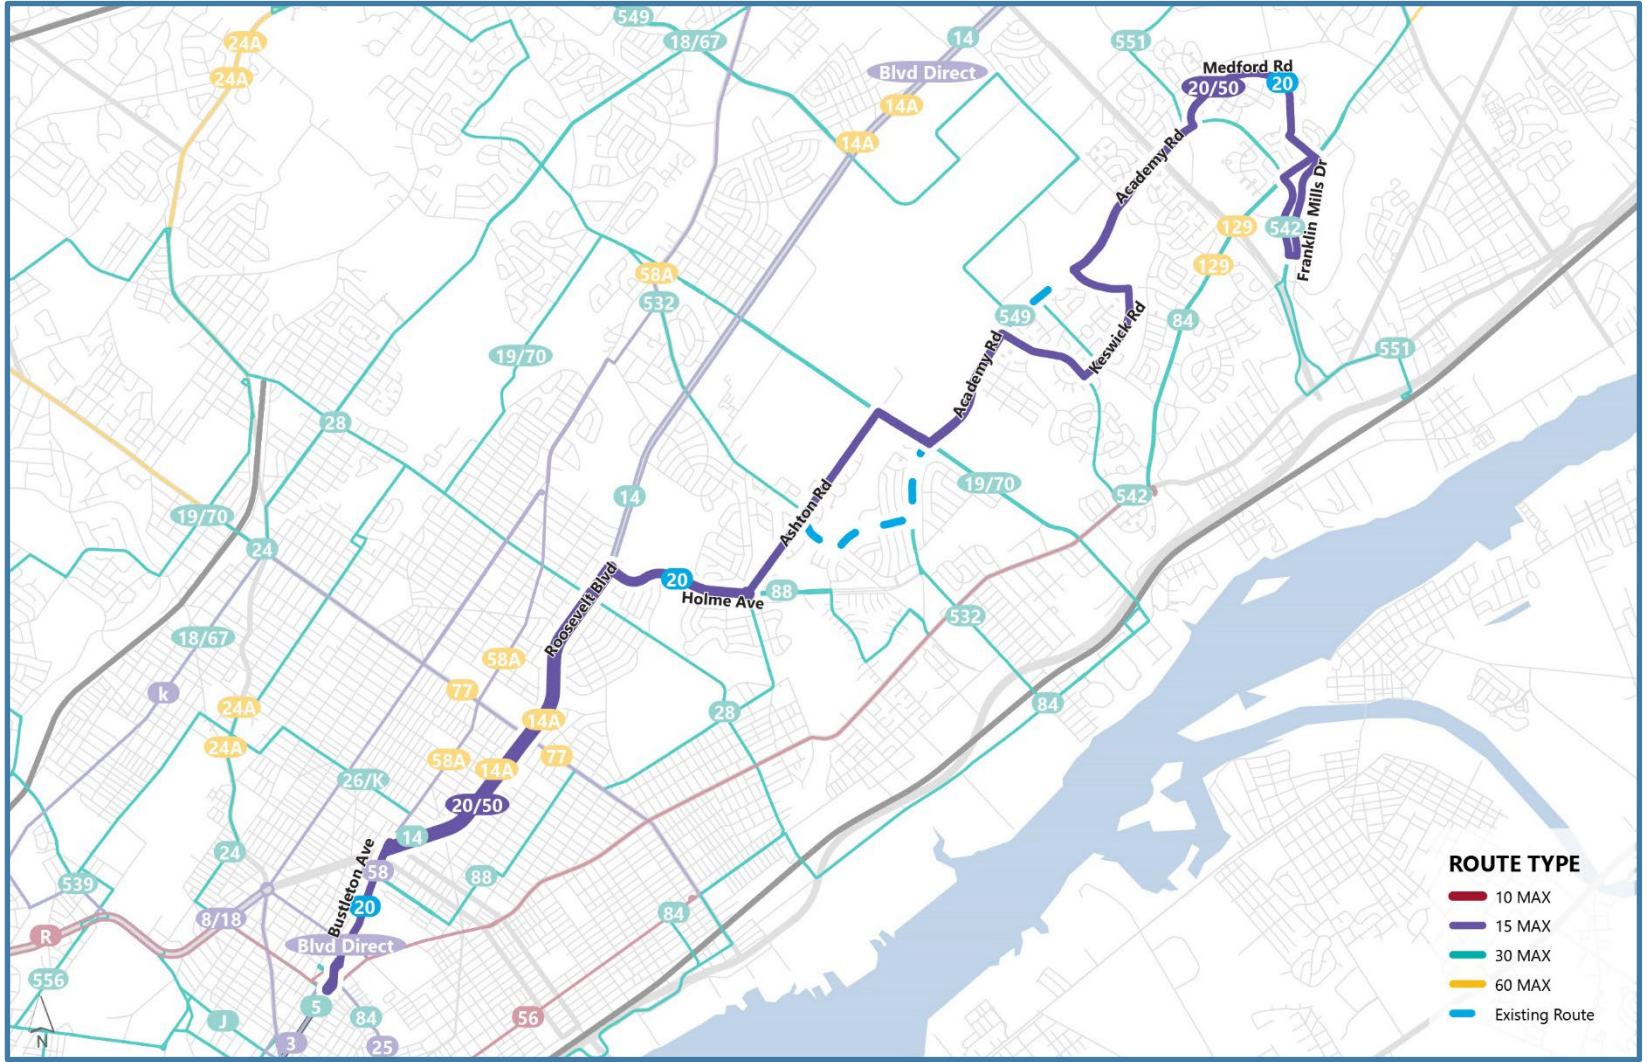 549
18/67
14
551
24A
24A
Blvd Direct
14A
14A
Medford Rd
20/50
20
Academy Rd
Franklin Mills Dr
129
542
129
58A
532
549
84
Keswick Rd
551
19/70
Academy Rd
28
14
Ashton Rd
19/70
542
19/70
24
Roosevelt Blvd
20
Holme Ave
88
532
18/67
58A
k
77
24A
28
84
14A
24A
77
58A
14A
26/K
20/50
14
Bustleton Ave
24
58
88
539
20
8/18
84
R
Blvd Direct
556
5
J
84
56
3
25
N
ROUTE TYPE
10 MAX
15 MAX
30 MAX
60 MAX
Existing Route